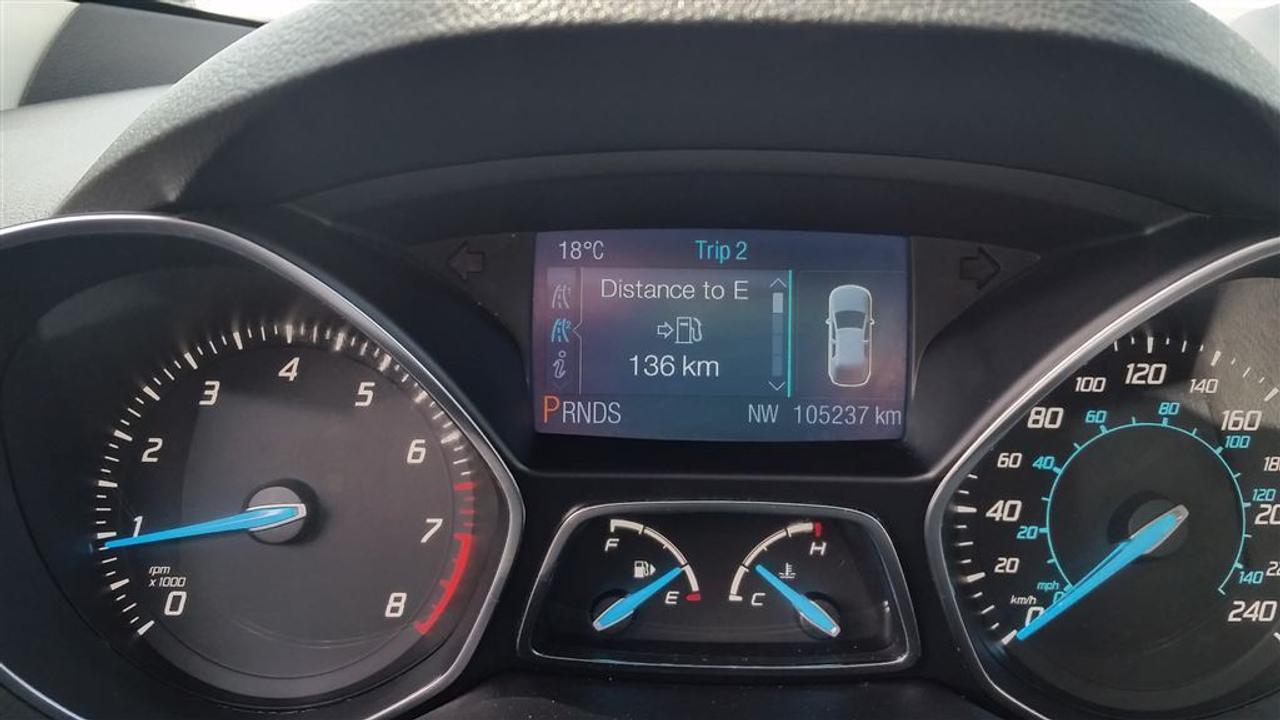 18°C Trip 2
Distance to E
136 km
PRNDS NW 105237 km
0 1 2 3 4 5 6 7 8
rpm
x1000
F E
C H
0 20 40 60 80 100 120 140 160 240
20 40 60 80 100 120 140
mph
km/h